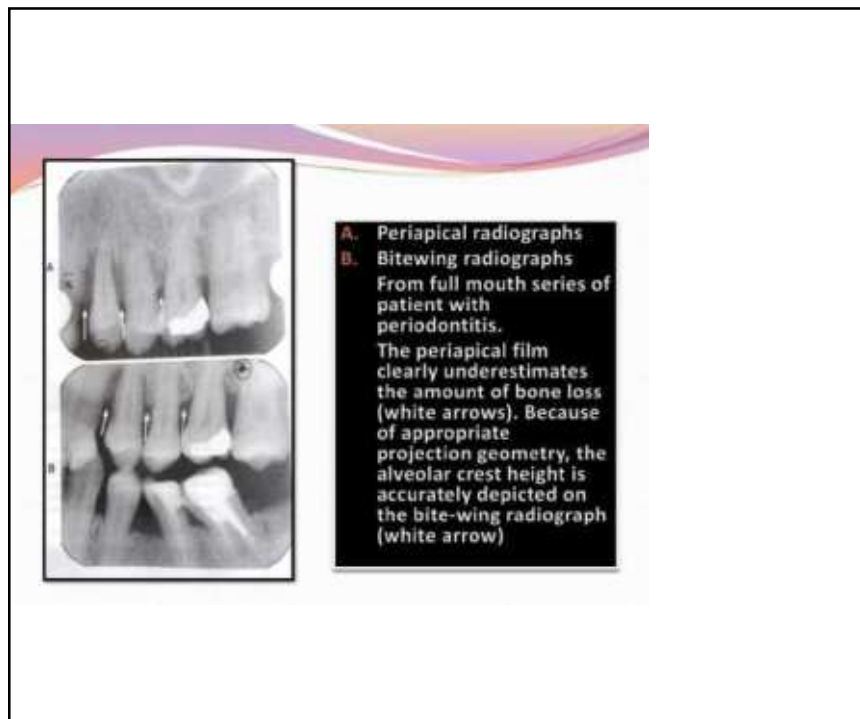 A
B
A. Periapical radiographs
B. Bitewing radiographs
From full mouth series of
patient with
periodontitis.
The periapical film
clearly underestimates
the amount of bone loss
(white arrows). Because
of appropriate
projection geometry, the
alveolar crest height is
accurately depicted on
the bite-wing radiograph
(white arrow)